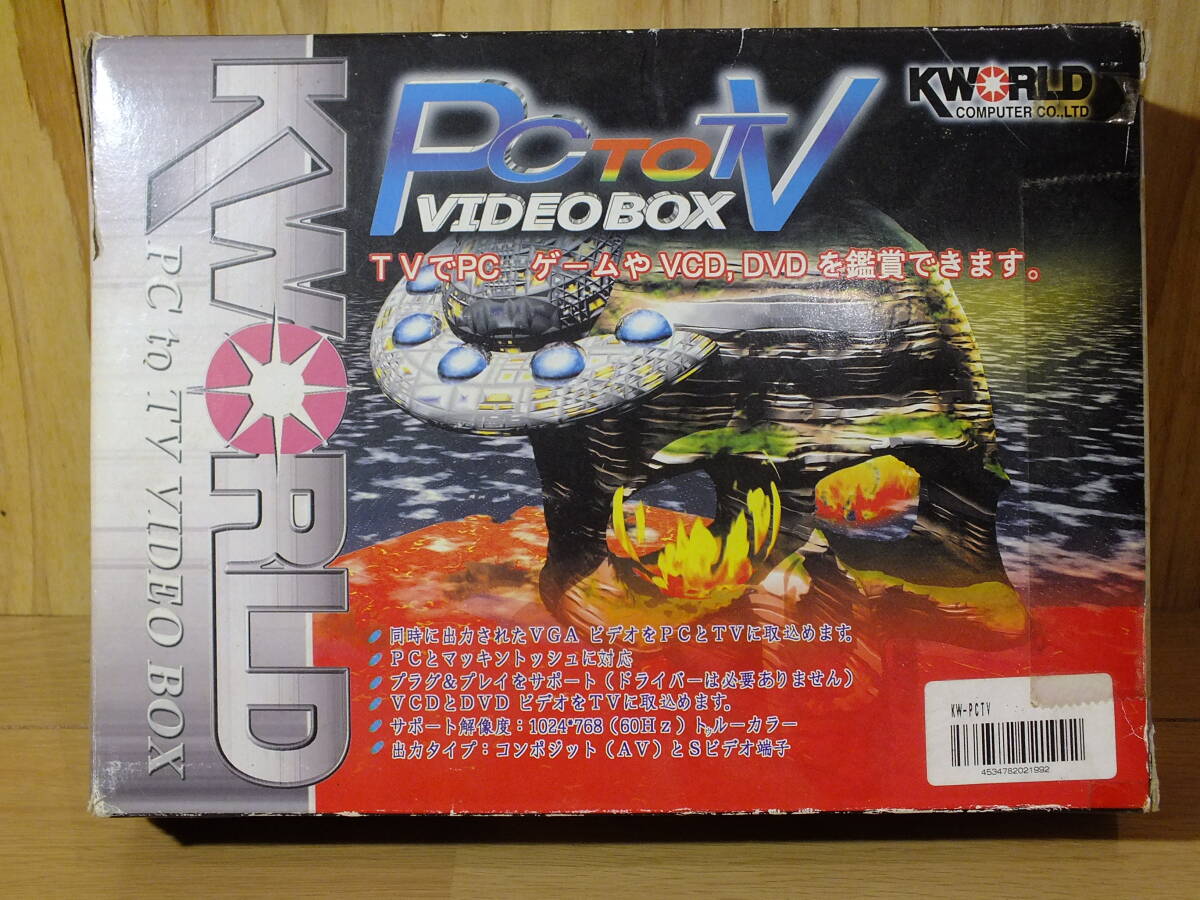 KWORLD
PC to TV VIDEO BOX
PC TO TV
VIDEO BOX
KWORLD
COMPUTER CO.,LTD
TVでPC ゲームや VCD, DVD を鑑賞できます。
同時に出力されたVGA ビデオをPCとTVに取込めます。
PCとマッキントッシュに対応
プラグ&プレイをサポート(ドライバーは必要ありません)
VCDとDVD ビデオをTVに取込めます。
サポート解像度:1024*768(60Hz)トゥルーカラー
出力タイプ:コンポジット(AV)とSビデオ端子
KW-PCTV
4534782021992